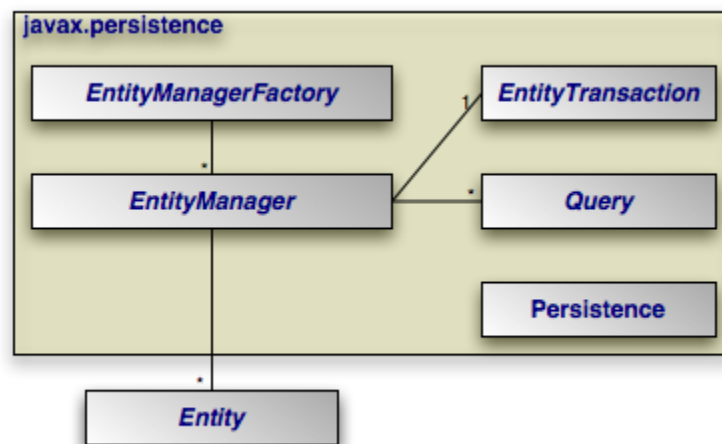 javax.persistence
EntityManagerFactory
1
EntityTransaction
*
EntityManager
*
Query
Persistence
*
Entity